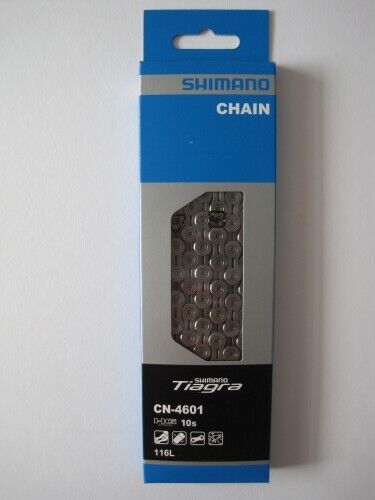 SHIMANO
CHAIN
SHIMANO
Tiagra
CN-4601
10s
116L